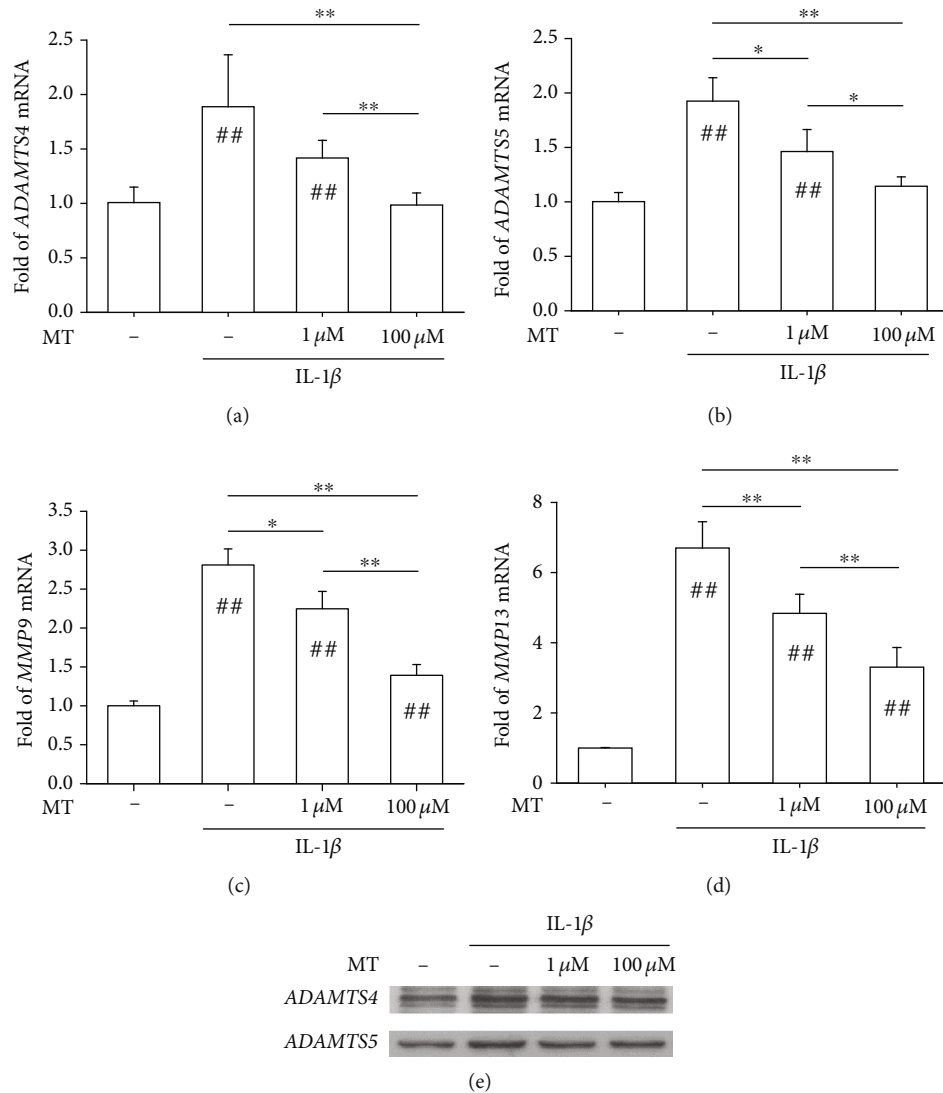 Fold of ADAMTS4 mRNA
2.5
2.0
1.5
1.0
0.5
0.0
**
**
##
##
MT – – 1 μM 100 μM
IL-1β
(a)
Fold of ADAMTS5 mRNA
2.5
2.0
1.5
1.0
0.5
0.0
**
*
*
##
##
– – 1 μM 100 μM
IL-1β
(b)
Fold of MMP9 mRNA
3.5
3.0
2.5
2.0
1.5
1.0
0.5
0.0
**
*
**
##
##
##
MT – – 1 μM 100 μM
IL-1β
(c)
Fold of MMP13 mRNA
8
6
4
2
0
**
**
**
##
##
##
MT – – 1 μM 100 μM
IL-1β
(d)
IL-1β
MT – – 1 μM 100 μM
ADAMTS4
ADAMTS5
(e)